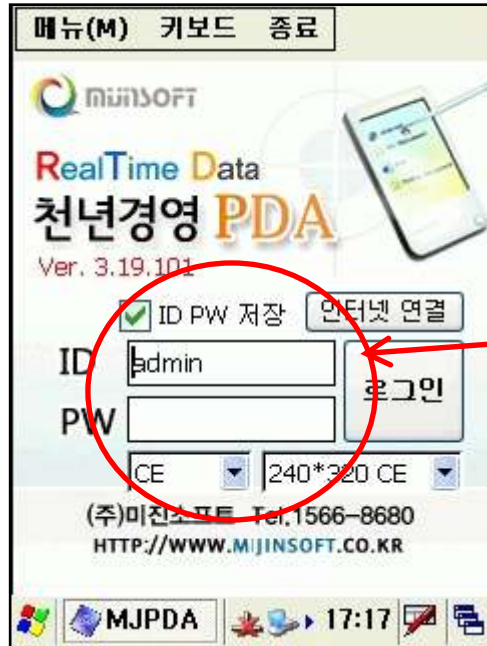 메뉴(M) 키보드 종료
MIJINSOFT
RealTime Data
천년경영 PDA
Ver. 3.19.101
ID PW 저장 인터넷 연결
ID admin
로그인
PW
CE 240*320 CE
(주)미진소프트 Tel.1566-8680
HTTP://WWW.MIJINSOFT.CO.KR
MJPDA 17:17